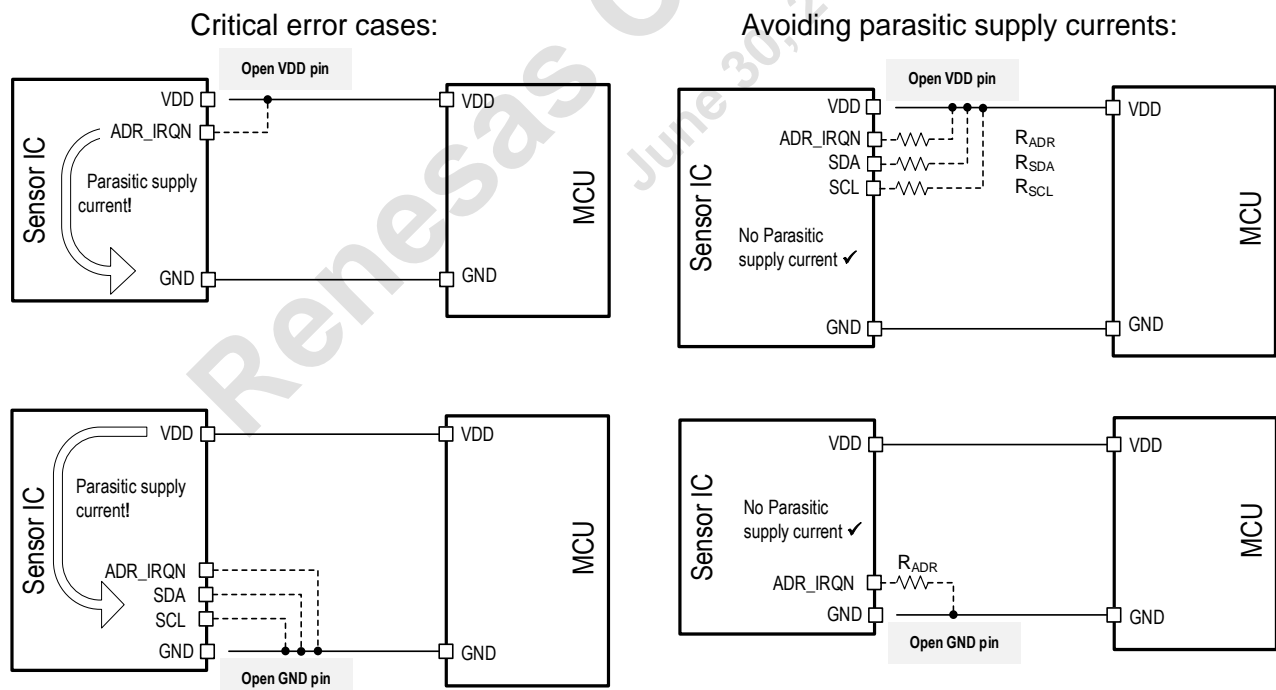 Critical error cases:
Open VDD pin
VDD
ADR_IRQN
Sensor IC
Parasitic supply
current!
GND
VDD
MCU
GND
Avoiding parasitic supply currents:
Open VDD pin
VDD
ADR_IRQN
SDA
SCL
RADR
RSDA
RSCL
Sensor IC
No Parasitic
supply current ✓
GND
VDD
MCU
GND
VDD
Sensor IC
Parasitic supply
current!
ADR_IRQN
SDA
SCL
GND
Open GND pin
VDD
MCU
GND
VDD
Sensor IC
No Parasitic
supply current ✓
RADR
ADR_IRQN
GND
Open GND pin
VDD
MCU
GND
Renesas
June 30,